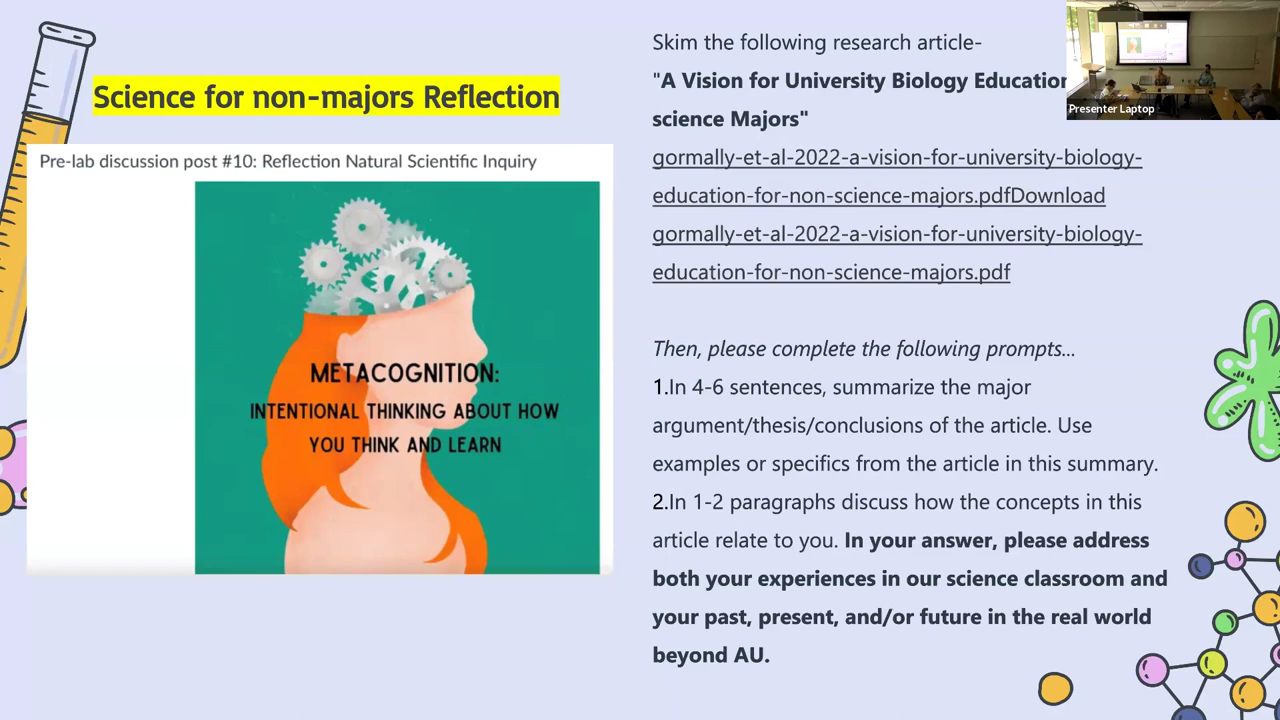 Science for non-majors Reflection
Pre-lab discussion post #10: Reflection Natural Scientific Inquiry
METACOGNITION:
INTENTIONAL THINKING ABOUT HOW
YOU THINK AND LEARN
Skim the following research article-
"A Vision for University Biology Education
science Majors"
gormally-et-al-2022-a-vision-for-university-biology-
education-for-non-science-majors.pdfDownload
gormally-et-al-2022-a-vision-for-university-biology-
education-for-non-science-majors.pdf
Then, please complete the following prompts...
1.In 4-6 sentences, summarize the major
argument/thesis/conclusions of the article. Use
examples or specifics from the article in this summary.
2.In 1-2 paragraphs discuss how the concepts in this
article relate to you. In your answer, please address
both your experiences in our science classroom and
your past, present, and/or future in the real world
beyond AU.
Presenter Laptop